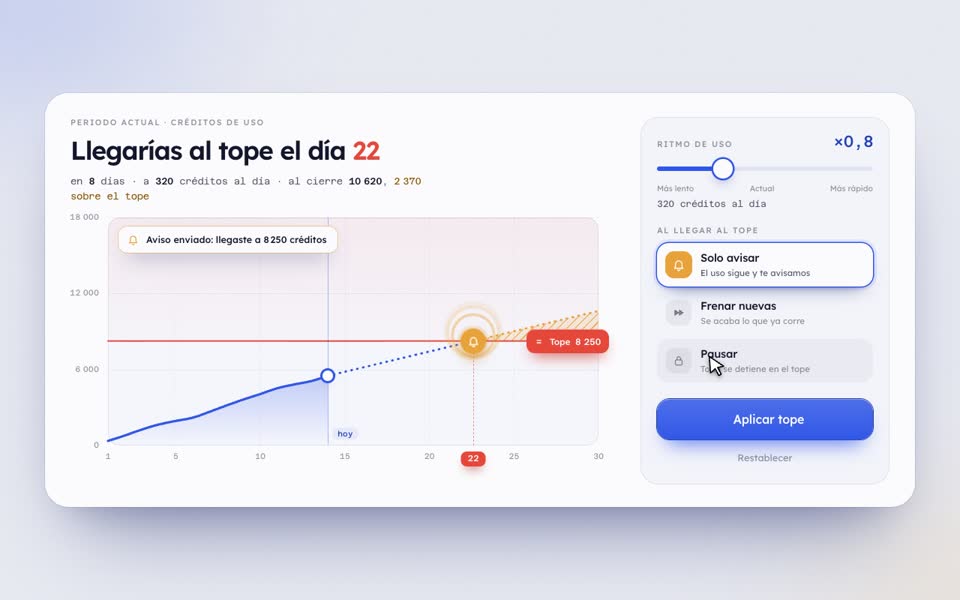 PERIODO ACTUAL · CRÉDITOS DE USO
Llegarías al tope el día 22
en 8 días · a 320 créditos al día · al cierre 10 620, 2 370
sobre el tope
18 000
12 000
6 000
0
Aviso enviado: llegaste a 8 250 créditos
= Tope 8 250
hoy
1
5
10
15
20
22
25
30
RITMO DE USO
×0,8
Más lento
Actual
Más rápido
320 créditos al día
AL LLEGAR AL TOPE
Solo avisar
El uso sigue y te avisamos
Frenar nuevas
Se acaba lo que ya corre
Pausar
se detiene en el tope
Aplicar tope
Restablecer